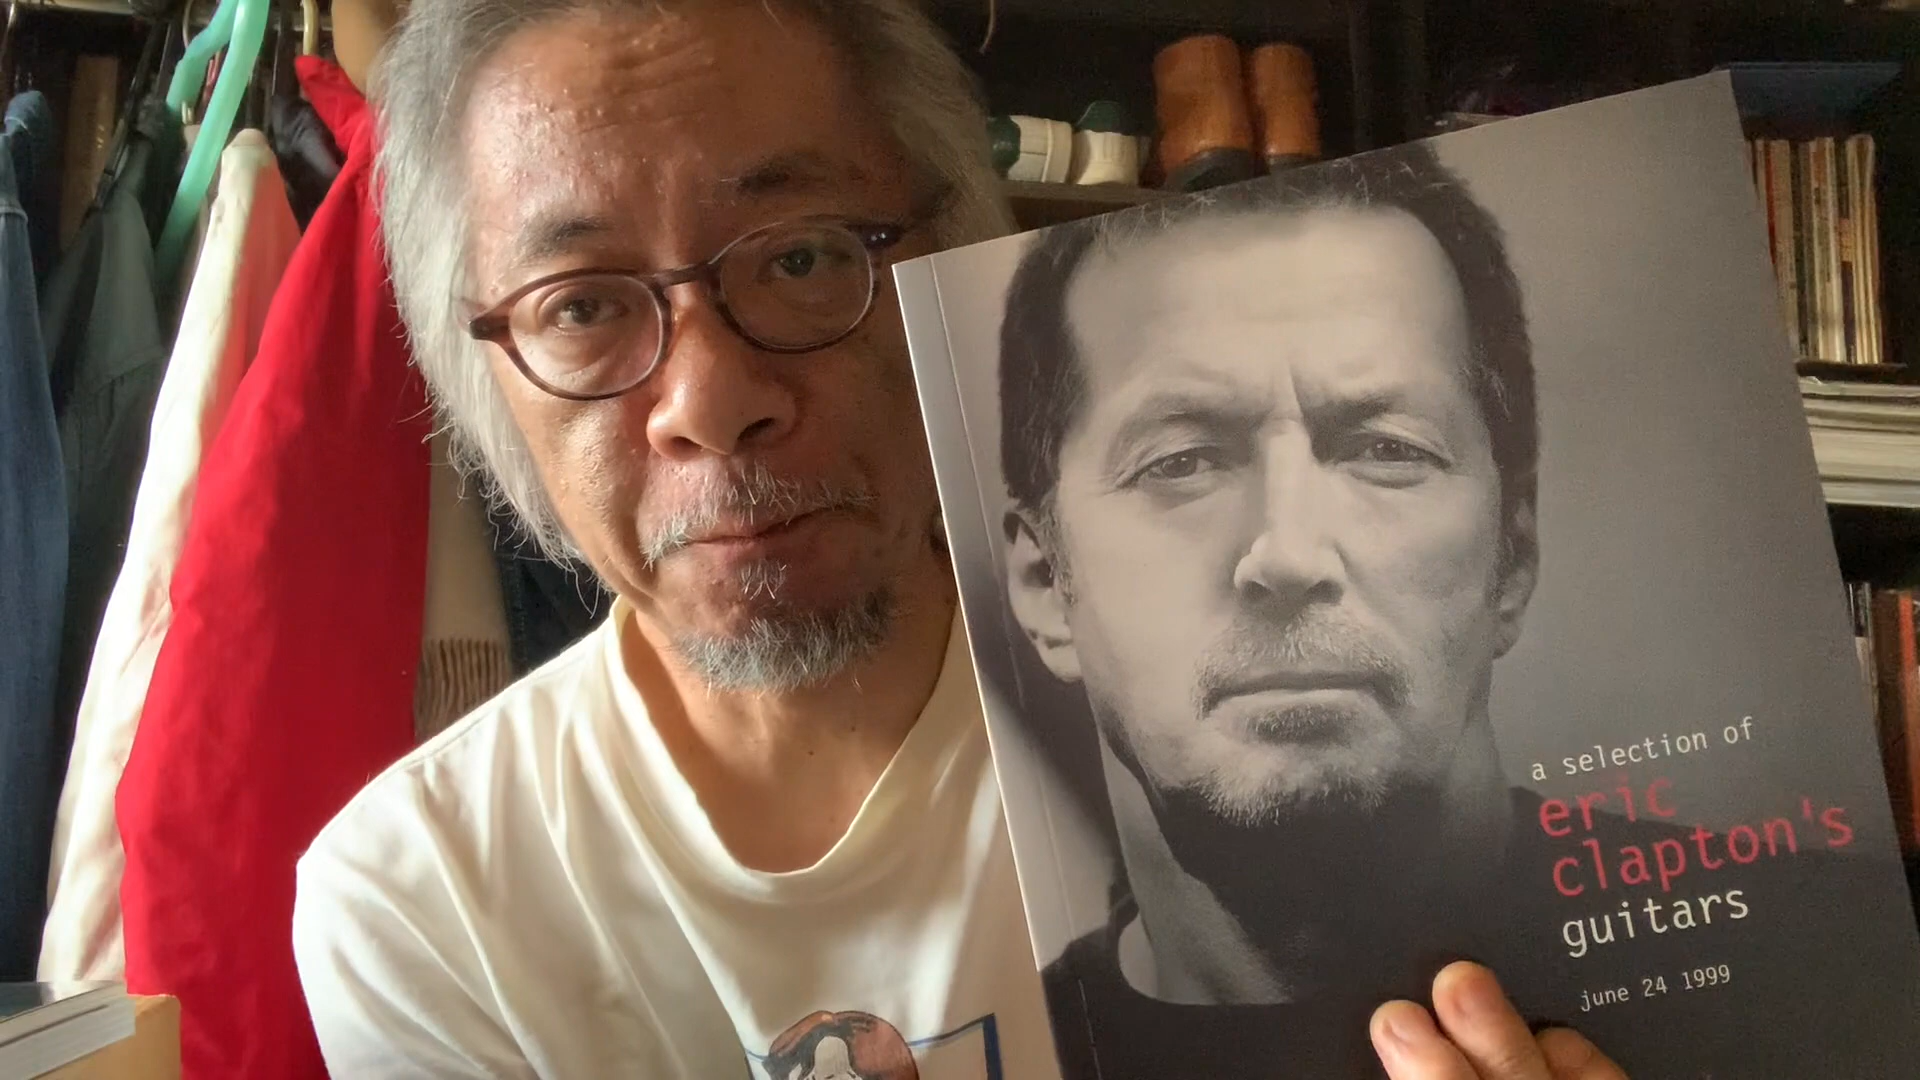 a selection of
eric
clapton's
guitars
june 24 1999